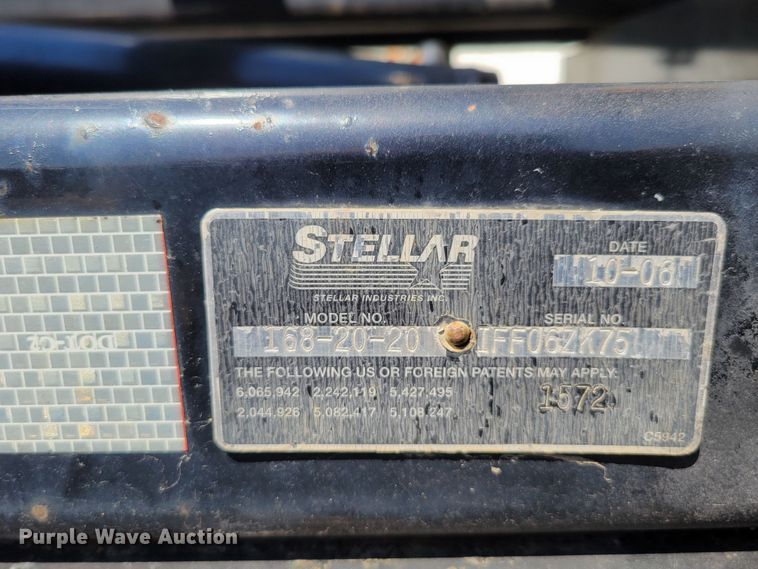 STELLAR
STELLAR INDUSTRIES INC.
DATE
10-06
MODEL NO.
SERIAL NO.
168-20-20
THE FOLLOWING US OR FOREIGN PATENTS MAY APPLY:
6,065,942 2,242,119 5,427,495
2,044,926 5,082,417 5,108,247
1572
C5942
DOT-C2
Purple Wave Auction